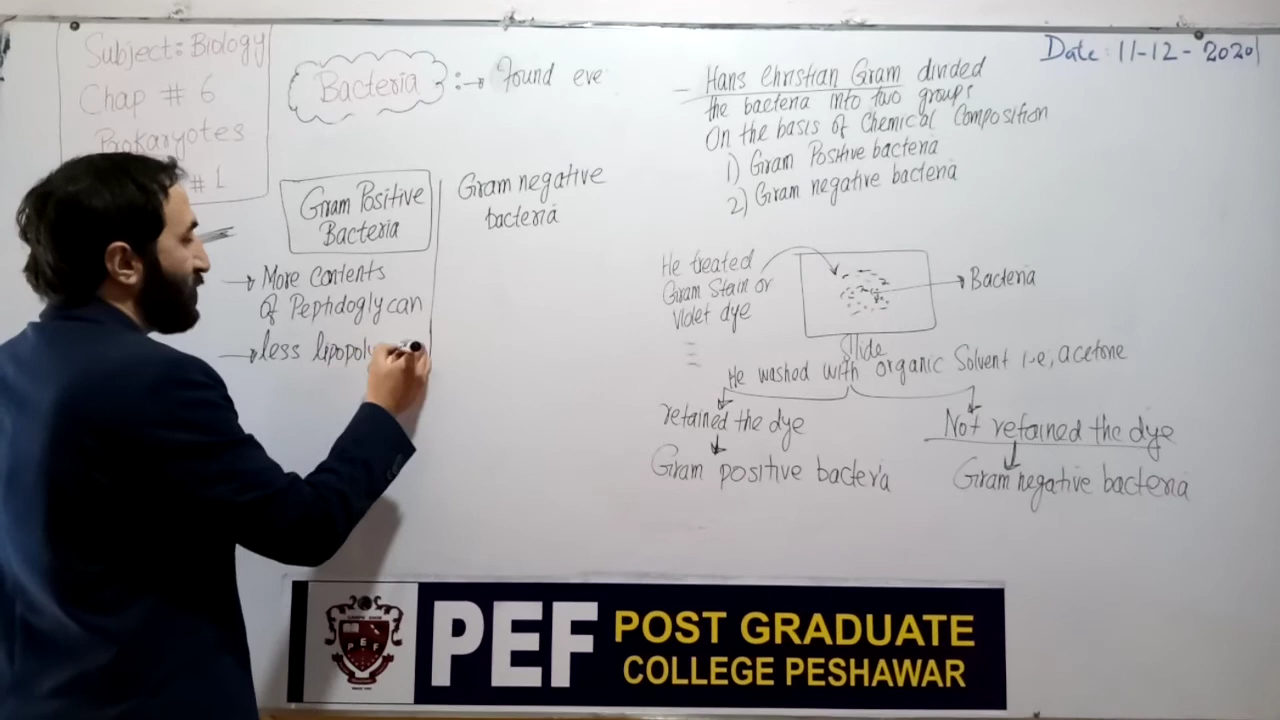 Subject: Biology
Chap # 6
Prokaryotes
# 1
Bacteria :→ Found eve
Gram Positive
Bacteria
→ More contents
of Peptidoglycan
→ less lipopoly
Gram negative
bacteria
– Hans Christian Gram divided
the bacteria into two groups
On the basis of Chemical Composition
1) Gram Positive bacteria
2) Gram negative bacteria
Date: 11-12-2020
He treated
Gram Stain or
violet dye
Bacteria
Slide
He washed with organic Solvent i-e, acetone
retained the dye
Gram positive bacteria
Not retained the dye
Gram negative bacteria
PEF
PEF POST GRADUATE
COLLEGE PESHAWAR